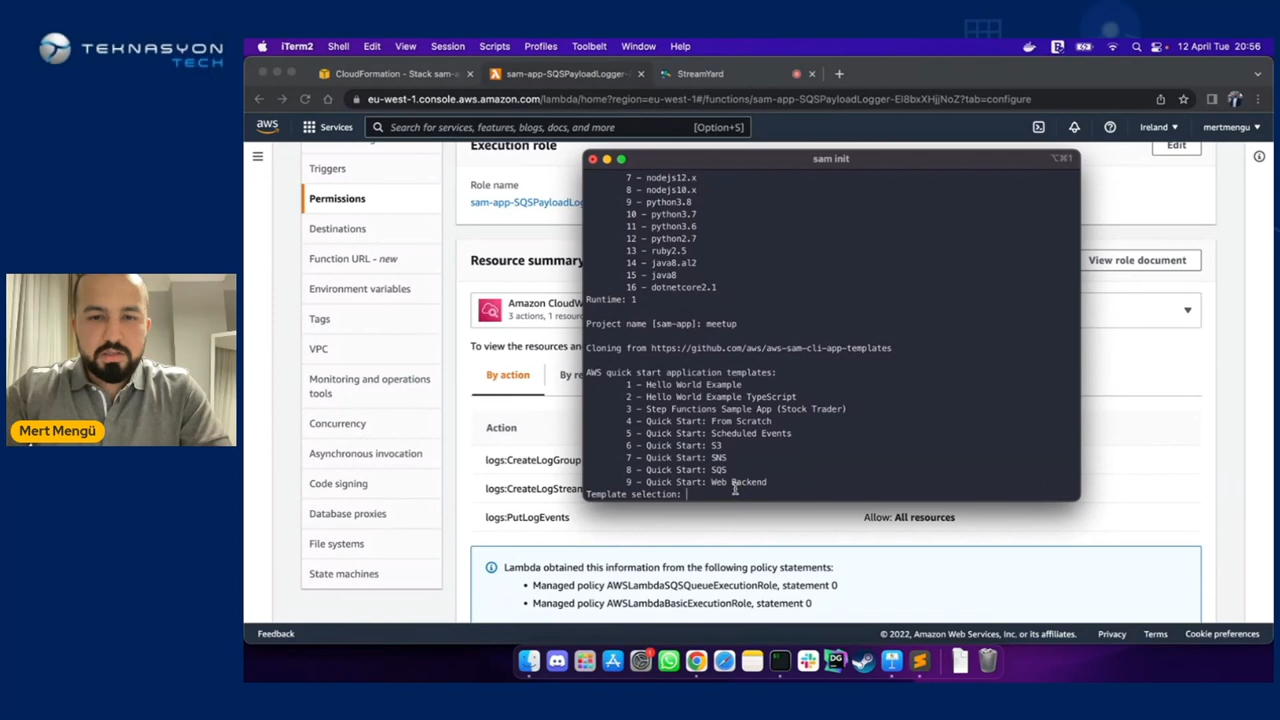 TEKNASYON
TECH
iTerm2 Shell Edit View Session Scripts Profiles Toolbelt Window Help
12 April Tue 20:56
CloudFormation - Stack sam-a
sam-app-SQSPayloadLogger-
StreamYard
eu-west-1.console.aws.amazon.com/lambda/home?region=eu-west-1#/functions/sam-app-SQSPayloadLogger-EI8bxXHjjNoZ?tab=configure
aws
Services
Search for services, features, blogs, docs, and more
[Option+S]
Ireland
mertmengu
Triggers
Permissions
Destinations
Function URL - new
Environment variables
Tags
VPC
Monitoring and operations
tools
Concurrency
Asynchronous invocation
Code signing
Database proxies
File systems
State machines
Execution role
Edit
Role name
sam-app-SQSPayloadLog
Resource summary
View role document
Amazon CloudW
3 actions, 1 resourc
To view the resources an
By action
By re
Action
logs:CreateLogGroup
logs:CreateLogStream
logs:PutLogEvents
Allow: All resources
Lambda obtained this information from the following policy statements:
• Managed policy AWSLambdaSQSQueueExecutionRole, statement 0
• Managed policy AWSLambdaBasicExecutionRole, statement 0
sam init
⌥⌘1
7 - nodejs12.x
8 - nodejs10.x
9 - python3.8
10 - python3.7
11 - python3.6
12 - python2.7
13 - ruby2.5
14 - java8.al2
15 - java8
16 - dotnetcore2.1
Runtime: 1
Project name [sam-app]: meetup
Cloning from https://github.com/aws/aws-sam-cli-app-templates
AWS quick start application templates:
1 - Hello World Example
2 - Hello World Example TypeScript
3 - Step Functions Sample App (Stock Trader)
4 - Quick Start: From Scratch
5 - Quick Start: Scheduled Events
6 - Quick Start: S3
7 - Quick Start: SNS
8 - Quick Start: SQS
9 - Quick Start: Web Backend
Template selection:
Mert Mengü
Feedback
© 2022, Amazon Web Services, Inc. or its affiliates.
Privacy
Terms
Cookie preferences